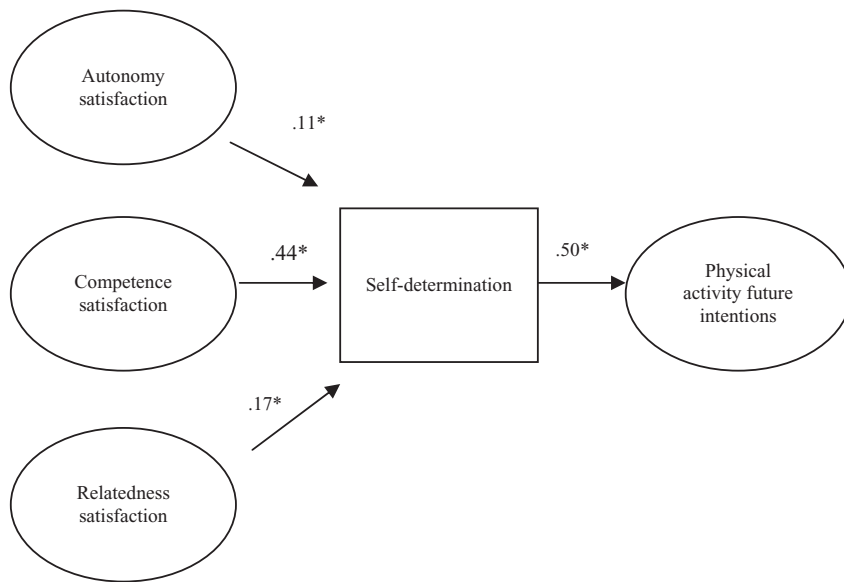 Autonomy
satisfaction
.11*
Competence
satisfaction
.44*
Self-determination
.50*
Physical
activity future
intentions
.17*
Relatedness
satisfaction